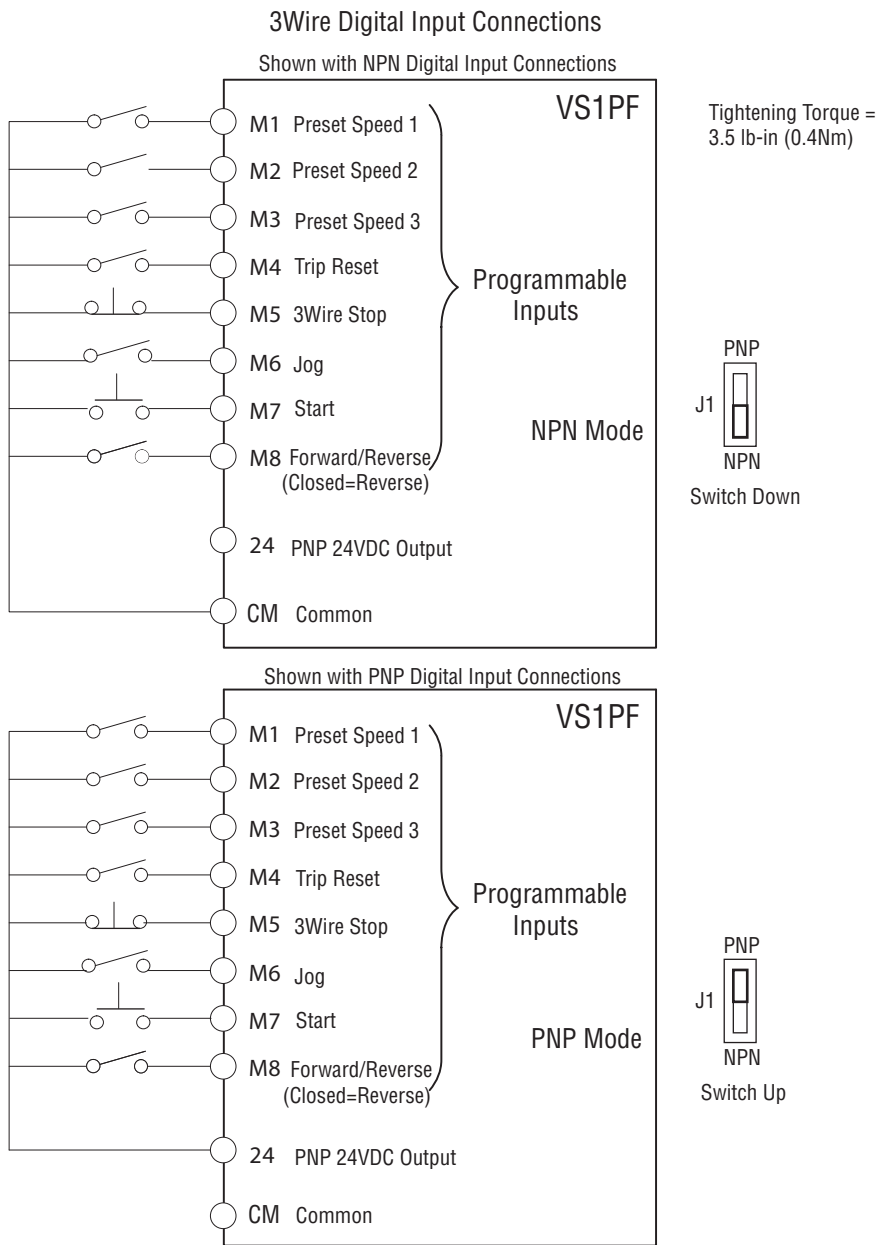 3Wire Digital Input Connections
Shown with NPN Digital Input Connections
VS1PF
Tightening Torque =
3.5 lb-in (0.4Nm)
M1 Preset Speed 1
M2 Preset Speed 2
M3 Preset Speed 3
M4 Trip Reset
M5 3Wire Stop
M6 Jog
M7 Start
M8 Forward/Reverse
(Closed=Reverse)
Programmable
Inputs
NPN Mode
PNP
J1
NPN
Switch Down
24 PNP 24VDC Output
CM Common
Shown with PNP Digital Input Connections
VS1PF
M1 Preset Speed 1
M2 Preset Speed 2
M3 Preset Speed 3
M4 Trip Reset
M5 3Wire Stop
M6 Jog
M7 Start
M8 Forward/Reverse
(Closed=Reverse)
Programmable
Inputs
PNP Mode
PNP
J1
NPN
Switch Up
24 PNP 24VDC Output
CM Common